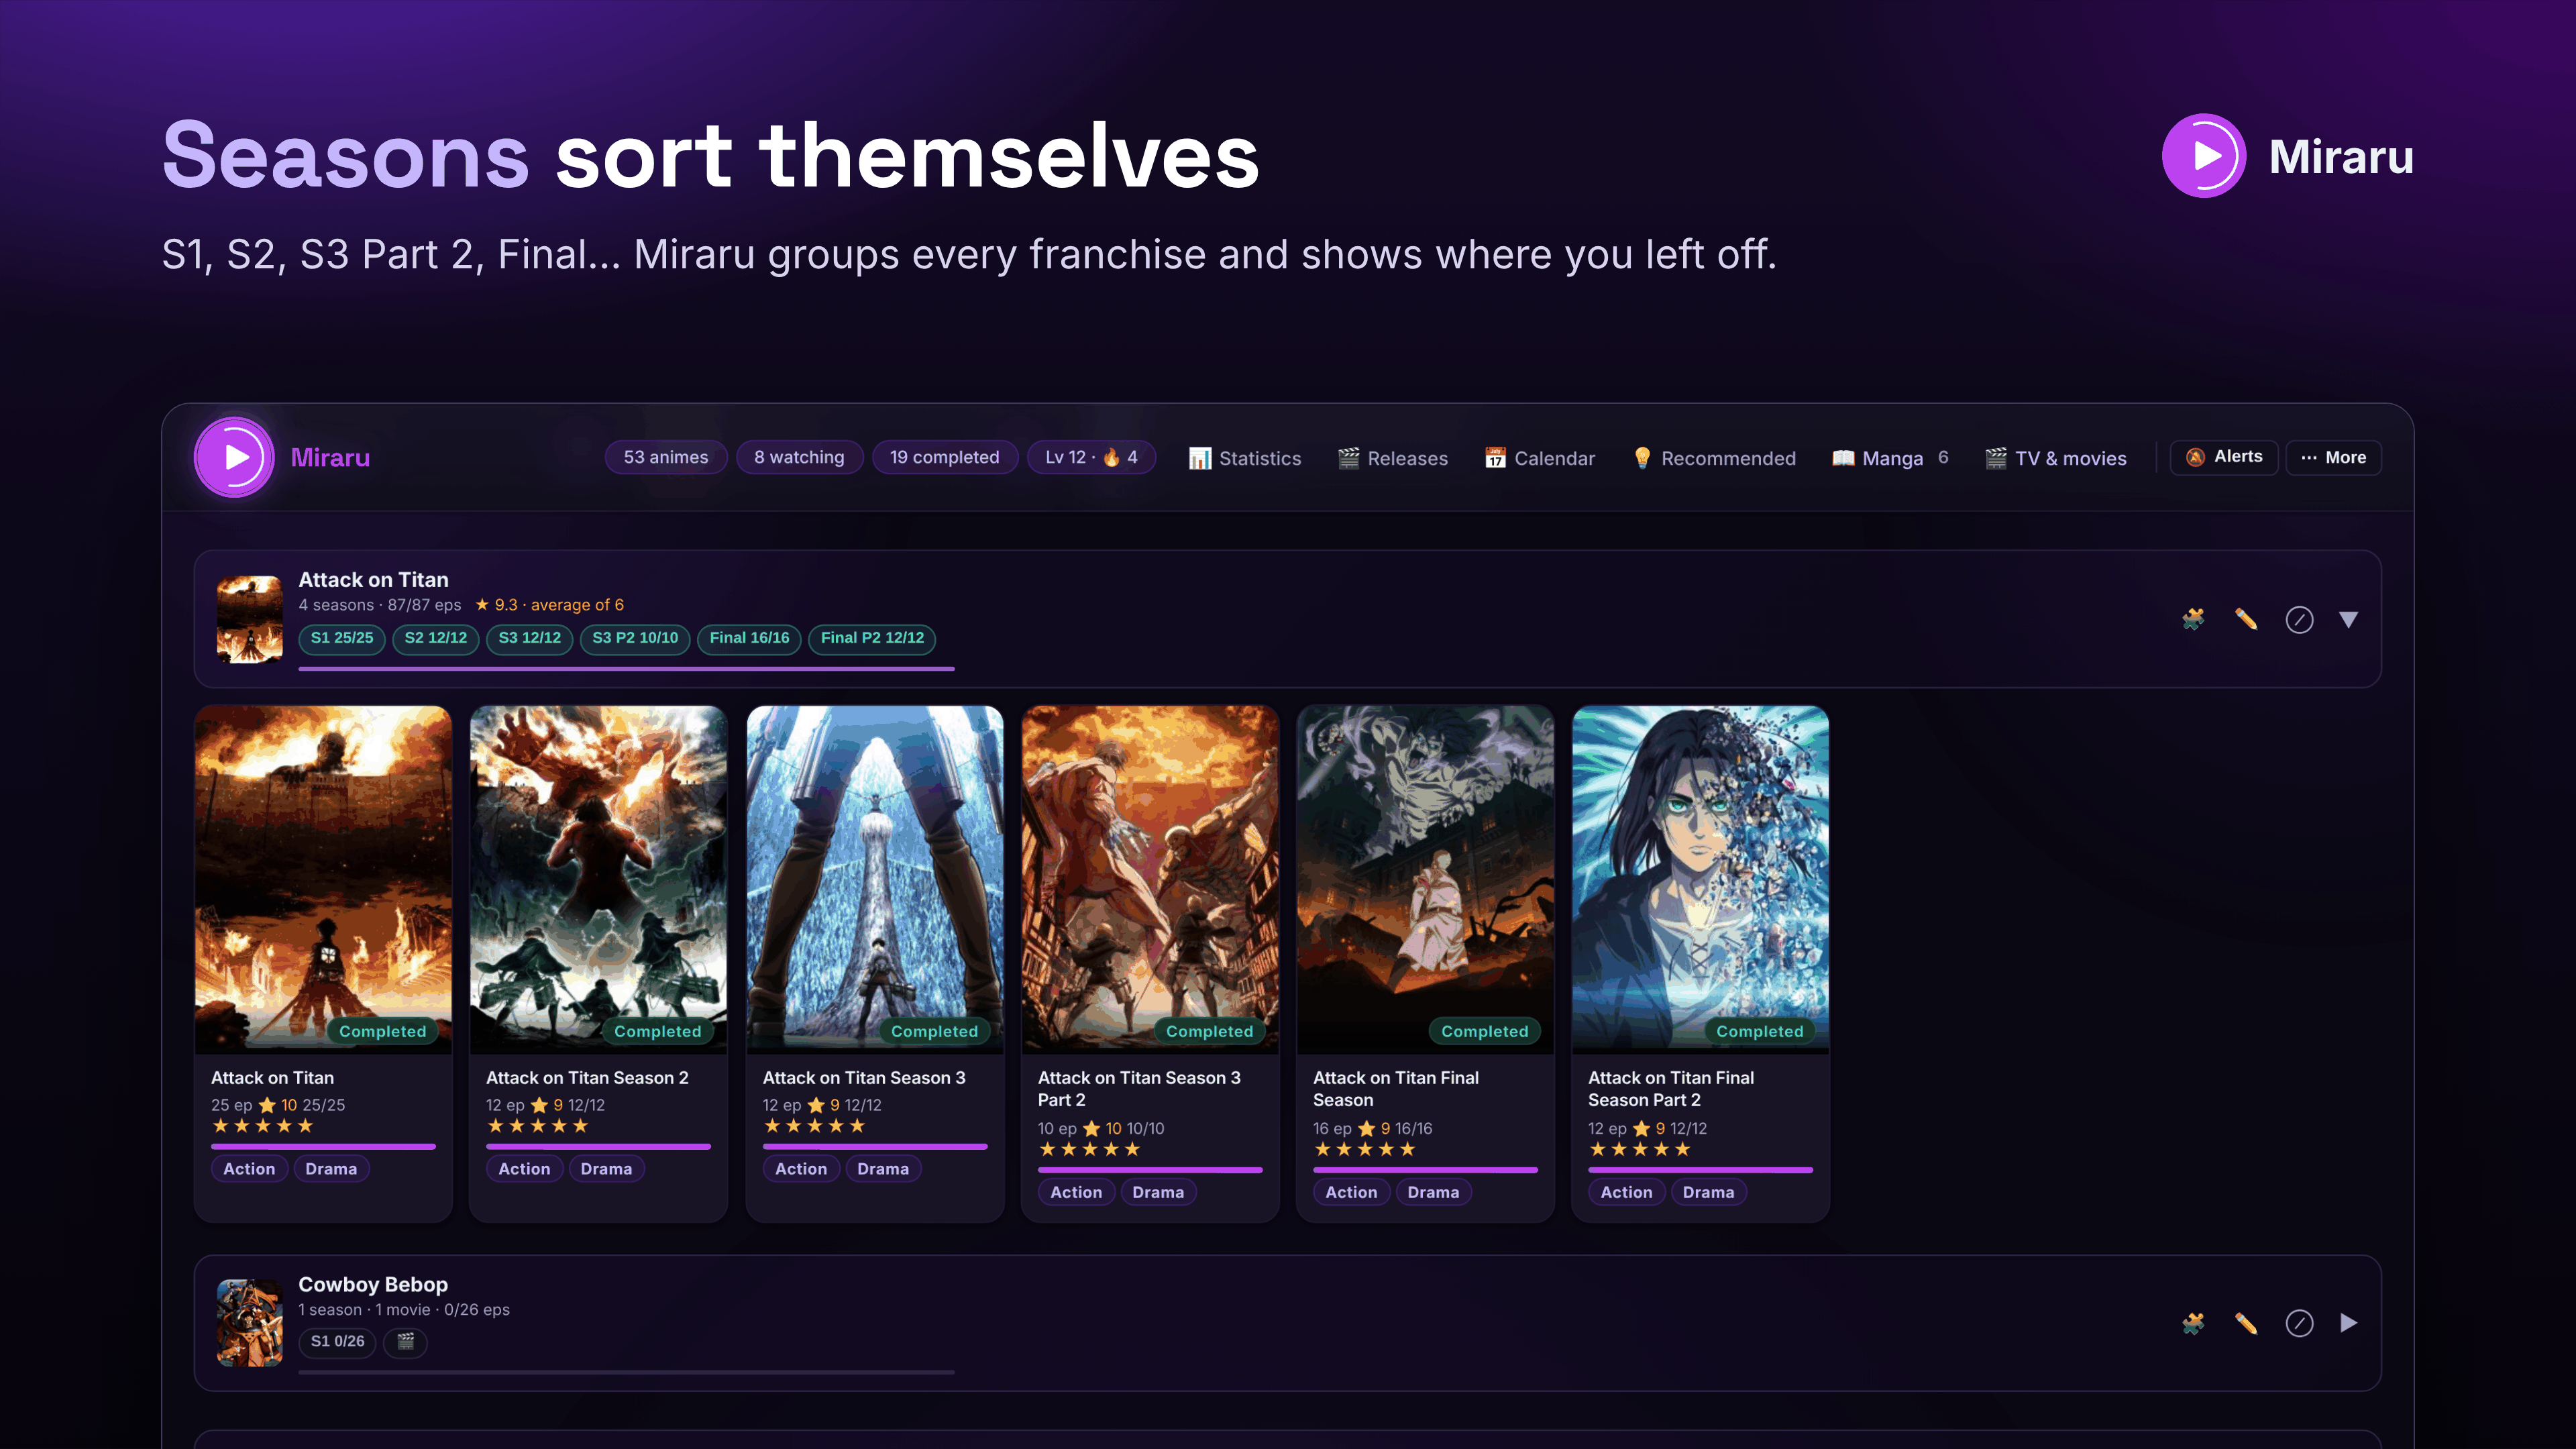 Seasons sort themselves
Miraru
S1, S2, S3 Part 2, Final... Miraru groups every franchise and shows where you left off.
Miraru
53 animes
8 watching
19 completed
Lv 12 · 🔥 4
📊 Statistics
🎬 Releases
📅 Calendar
💡 Recommended
📖 Manga 6
🎬 TV & movies
🔕 Alerts
··· More
Attack on Titan
4 seasons · 87/87 eps ★ 9.3 · average of 6
S1 25/25
S2 12/12
S3 12/12
S3 P2 10/10
Final 16/16
Final P2 12/12
Completed
Attack on Titan
25 ep ⭐ 10 25/25
★★★★★
Action Drama
Completed
Attack on Titan Season 2
12 ep ⭐ 9 12/12
★★★★★
Action Drama
Completed
Attack on Titan Season 3
12 ep ⭐ 9 12/12
★★★★★
Action Drama
Completed
Attack on Titan Season 3
Part 2
10 ep ⭐ 10 10/10
★★★★★
Action Drama
Completed
Attack on Titan Final
Season
16 ep ⭐ 9 16/16
★★★★★
Action Drama
Completed
Attack on Titan Final
Season Part 2
12 ep ⭐ 9 12/12
★★★★★
Action Drama
Cowboy Bebop
1 season · 1 movie · 0/26 eps
S1 0/26